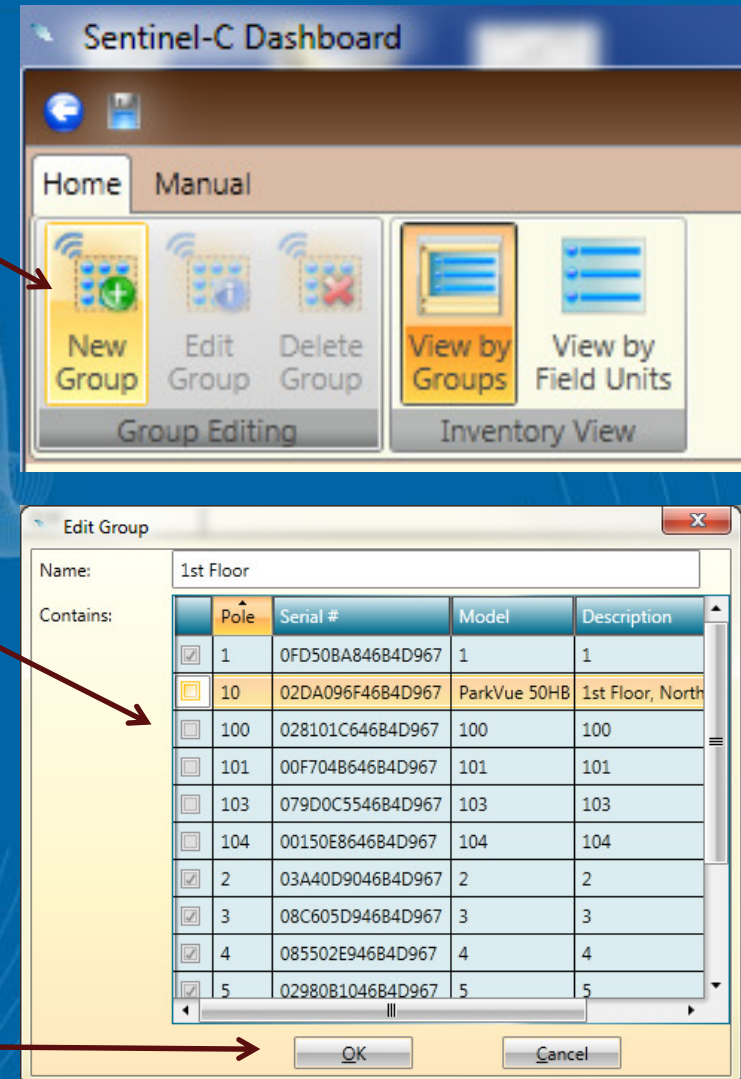 Sentinel-C Dashboard
Home Manual
New Group Edit Group Delete Group View by Groups View by Field Units
Group Editing Inventory View
Edit Group
Name: 1st Floor
Contains: Pole Serial # Model Description
1 0FD50BA846B4D967 1 1
10 02DA096F46B4D967 ParkVue 50HB 1st Floor, North
100 028101C646B4D967 100 100
101 00F704B646B4D967 101 101
103 079D0C5546B4D967 103 103
104 00150E8646B4D967 104 104
2 03A40D9046B4D967 2 2
3 08C605D946B4D967 3 3
4 085502E946B4D967 4 4
5 02980B1046B4D967 5 5
OK Cancel